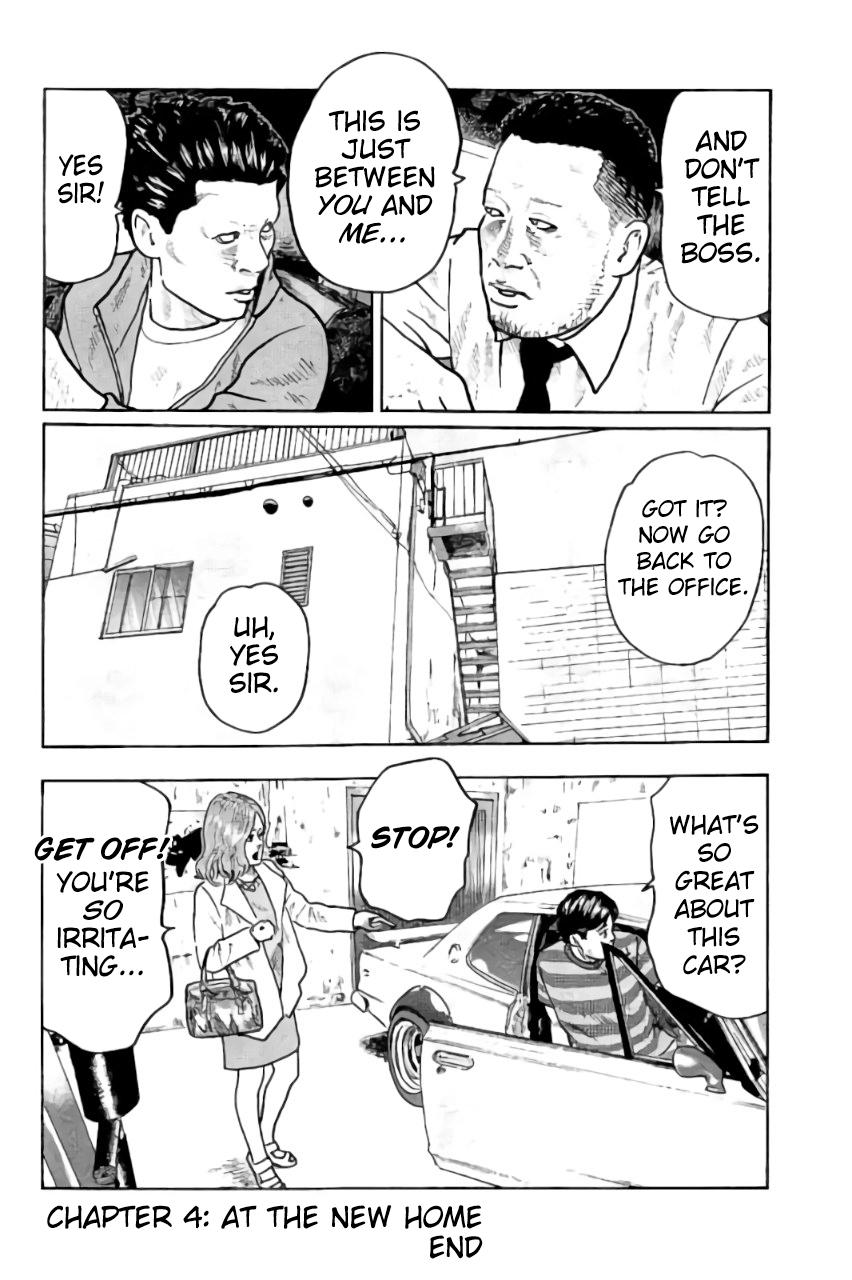 AND
DON'T
TELL
THE
BOSS.
THIS IS
JUST
BETWEEN
YOU AND
ME...
YES
SIR!
GOT IT?
NOW GO
BACK TO
THE OFFICE.
UH,
YES
SIR.
WHAT'S
SO
GREAT
ABOUT
THIS
CAR?
STOP!
GET OFF!
YOU'RE
SO
IRRITA-
TING...
CHAPTER 4: AT THE NEW HOME
END